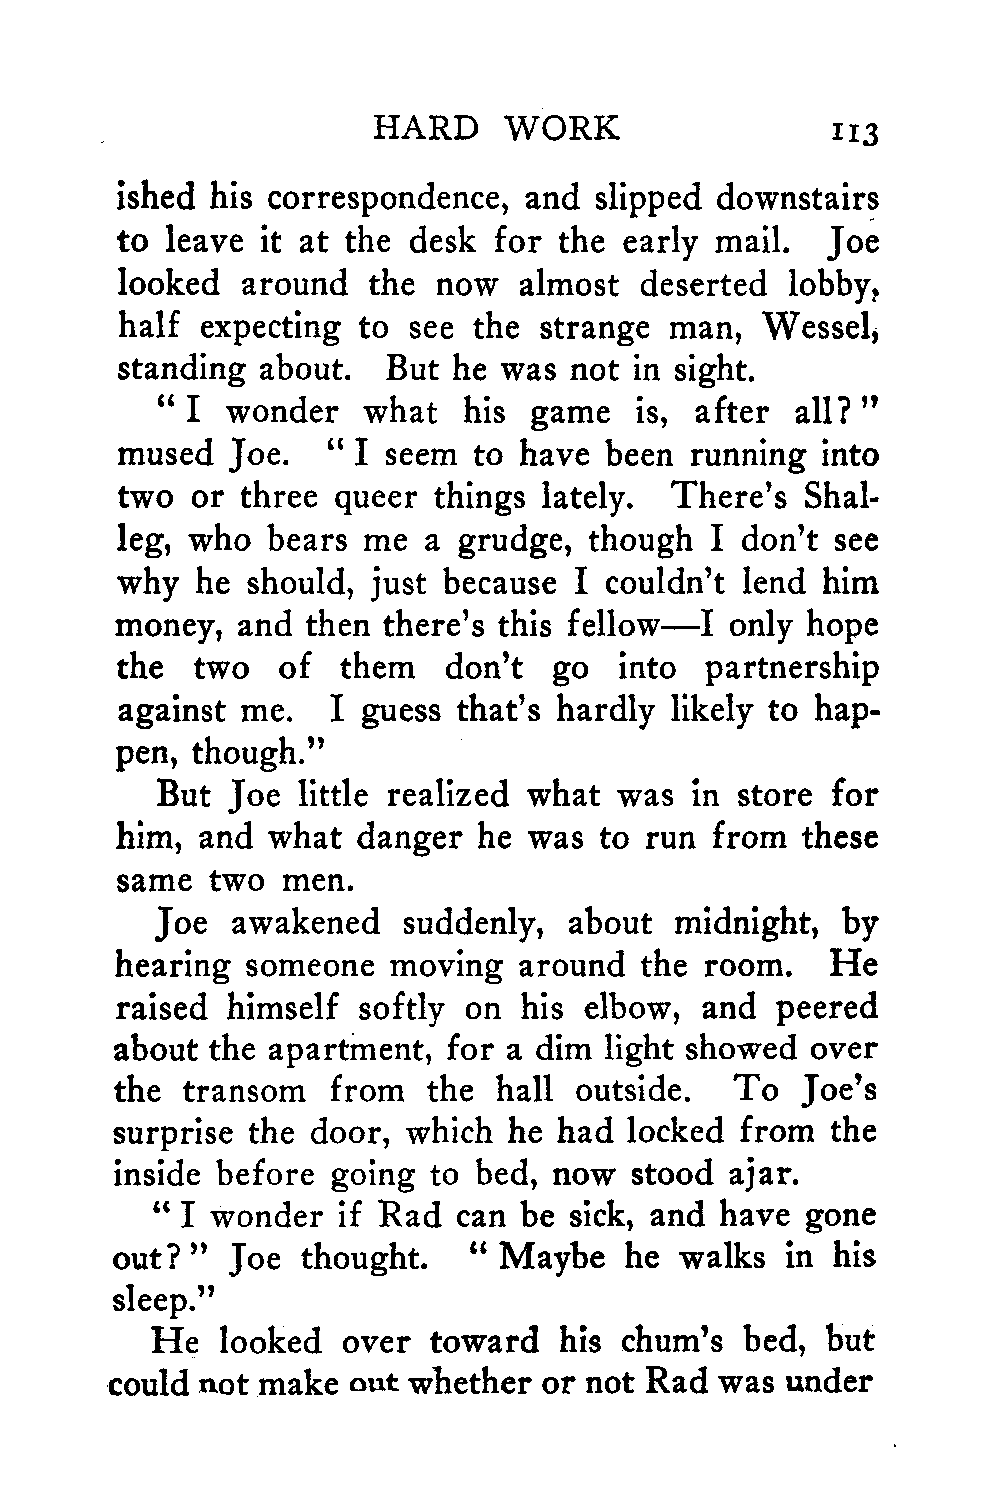 HARD WORK 113
ished his correspondence, and slipped downstairs
to leave it at the desk for the early mail. Joe
looked around the now almost deserted lobby,
half expecting to see the strange man, Wessel,
standing about. But he was not in sight.
" I wonder what his game is, after all? "
mused Joe. " I seem to have been running into
two or three queer things lately. There's Shal-
leg, who bears me a grudge, though I don't see
why he should, just because I couldn't lend him
money, and then there's this fellow—I only hope
the two of them don't go into partnership
against me. I guess that's hardly likely to hap-
pen, though."
But Joe little realized what was in store for
him, and what danger he was to run from these
same two men.
Joe awakened suddenly, about midnight, by
hearing someone moving around the room. He
raised himself softly on his elbow, and peered
about the apartment, for a dim light showed over
the transom from the hall outside. To Joe's
surprise the door, which he had locked from the
inside before going to bed, now stood ajar.
" I wonder if Rad can be sick, and have gone
out? " Joe thought. " Maybe he walks in his
sleep."
He looked over toward his chum's bed, but
could not make out whether or not Rad was under